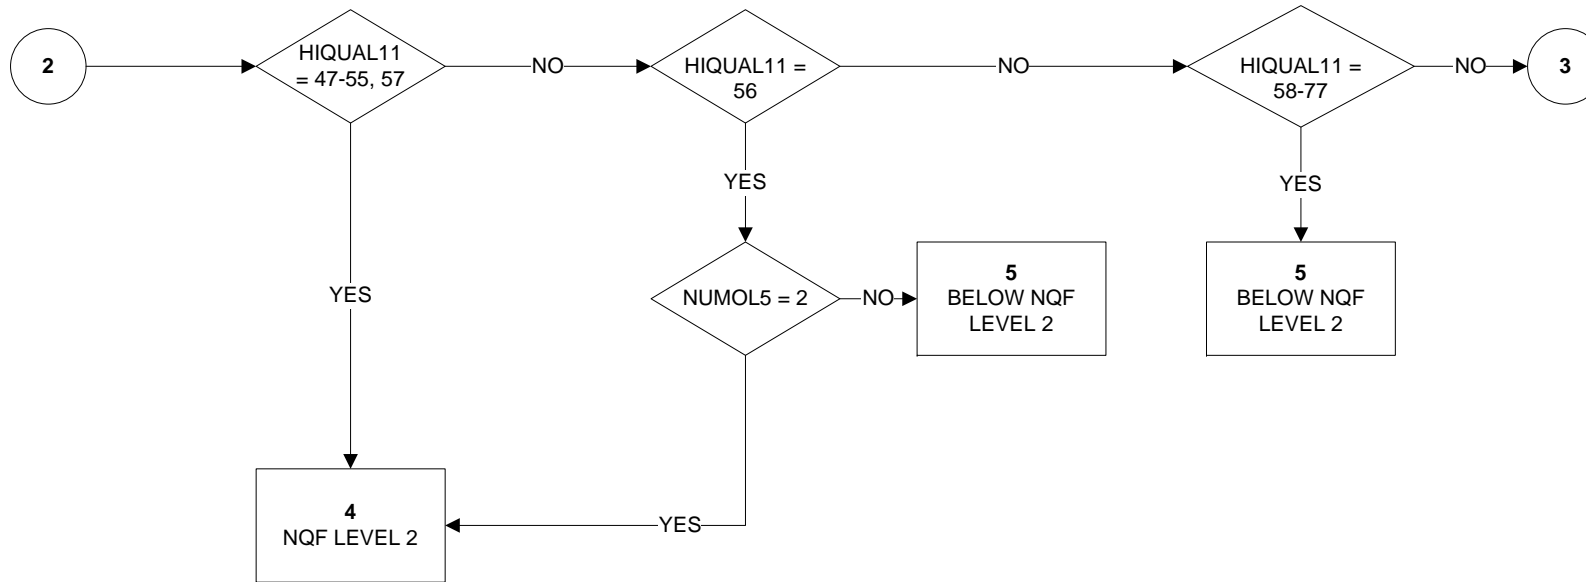 2
HIQUAL11
= 47-55, 57
NO
HIQUAL11 =
56
NO
HIQUAL11 =
58-77
NO
3
YES
YES
YES
NUMOL5 = 2
NO
5
BELOW NQF
LEVEL 2
5
BELOW NQF
LEVEL 2
4
NQF LEVEL 2
YES